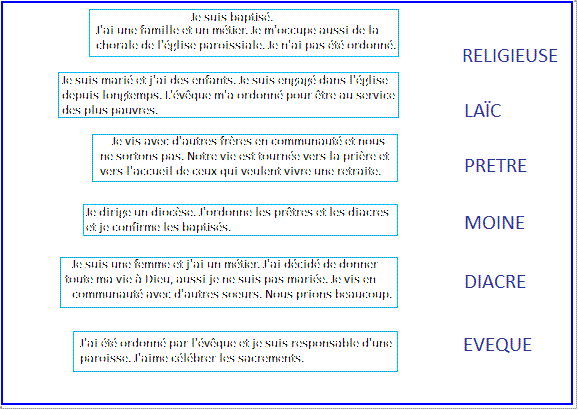 Je suis baptisé.
J'ai une famille et un métier. Je m'occupe aussi de la
chorale de l'église paroissiale. Je n'ai pas été ordonné.
RELIGIEUSE
Je suis marié et j'ai des enfants. Je suis engagé dans l'église
depuis longtemps. L'évêque m'a ordonné pour être au service
des plus pauvres.
LAÏC
Je vis avec d'autres frères en communauté et nous
ne sortons pas. Notre vie est tournée vers la prière et
vers l'accueil de ceux qui veulent vivre une retraite.
PRETRE
Je dirige un diocèse. J'ordonne les prêtres et les diacres
et je confirme les baptisés.
MOINE
Je suis une femme et j'ai un métier. J'ai décidé de donner
toute ma vie à Dieu, aussi je ne suis pas mariée. Je vis en
communauté avec d'autres soeurs. Nous prions beaucoup.
DIACRE
J'ai été ordonné par l'évêque et je suis responsable d'une
paroisse. J'aime célébrer les sacrements.
EVEQUE